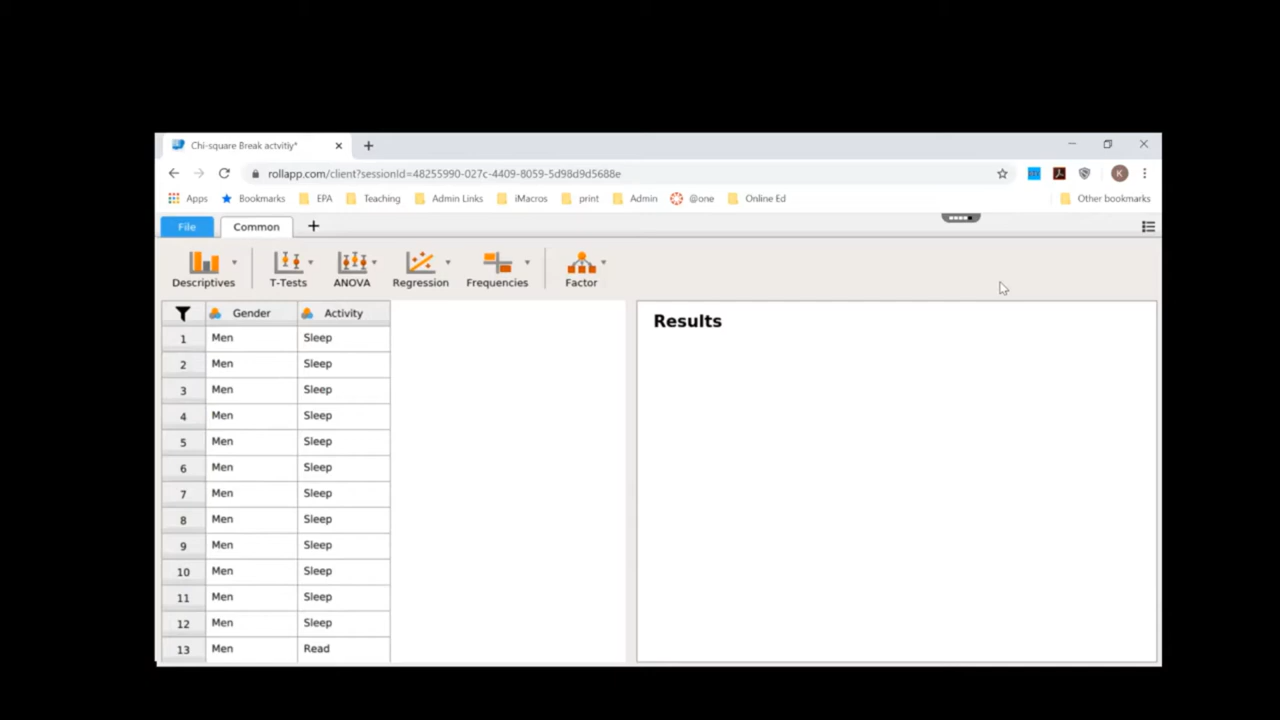 Chi-square Break actvitiy*
rollapp.com/client?sessionId=48255990-027c-4409-8059-5d98d9d5688e
K
Apps Bookmarks EPA Teaching Admin Links iMacros print Admin @one Online Ed Other bookmarks
File Common +
Descriptives T-Tests ANOVA Regression Frequencies Factor
Gender Activity
Results
1 Men Sleep
2 Men Sleep
3 Men Sleep
4 Men Sleep
5 Men Sleep
6 Men Sleep
7 Men Sleep
8 Men Sleep
9 Men Sleep
10 Men Sleep
11 Men Sleep
12 Men Sleep
13 Men Read